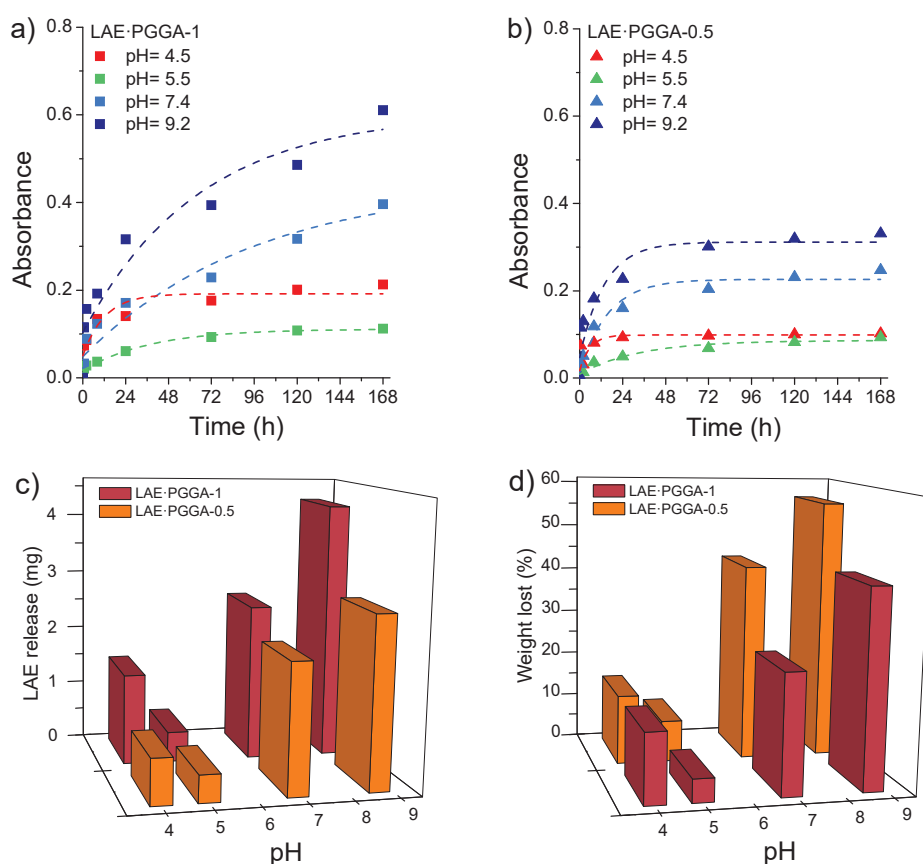 a)
LAE·PGGA-1
pH= 4.5
pH= 5.5
pH= 7.4
pH= 9.2
Absorbance
0.8
0.6
0.4
0.2
0.0
0 24 48 72 96 120 144 168
Time (h)
b)
LAE·PGGA-0.5
pH= 4.5
pH= 5.5
pH= 7.4
pH= 9.2
Absorbance
0.8
0.6
0.4
0.2
0.0
0 24 48 72 96 120 144 168
Time (h)
c)
LAE·PGGA-1
LAE·PGGA-0.5
LAE release (mg)
4
3
2
1
0
4 5 6 7 8 9
pH
d)
LAE·PGGA-1
LAE·PGGA-0.5
Weight lost (%)
60
50
40
30
20
10
0
4 5 6 7 8 9
pH